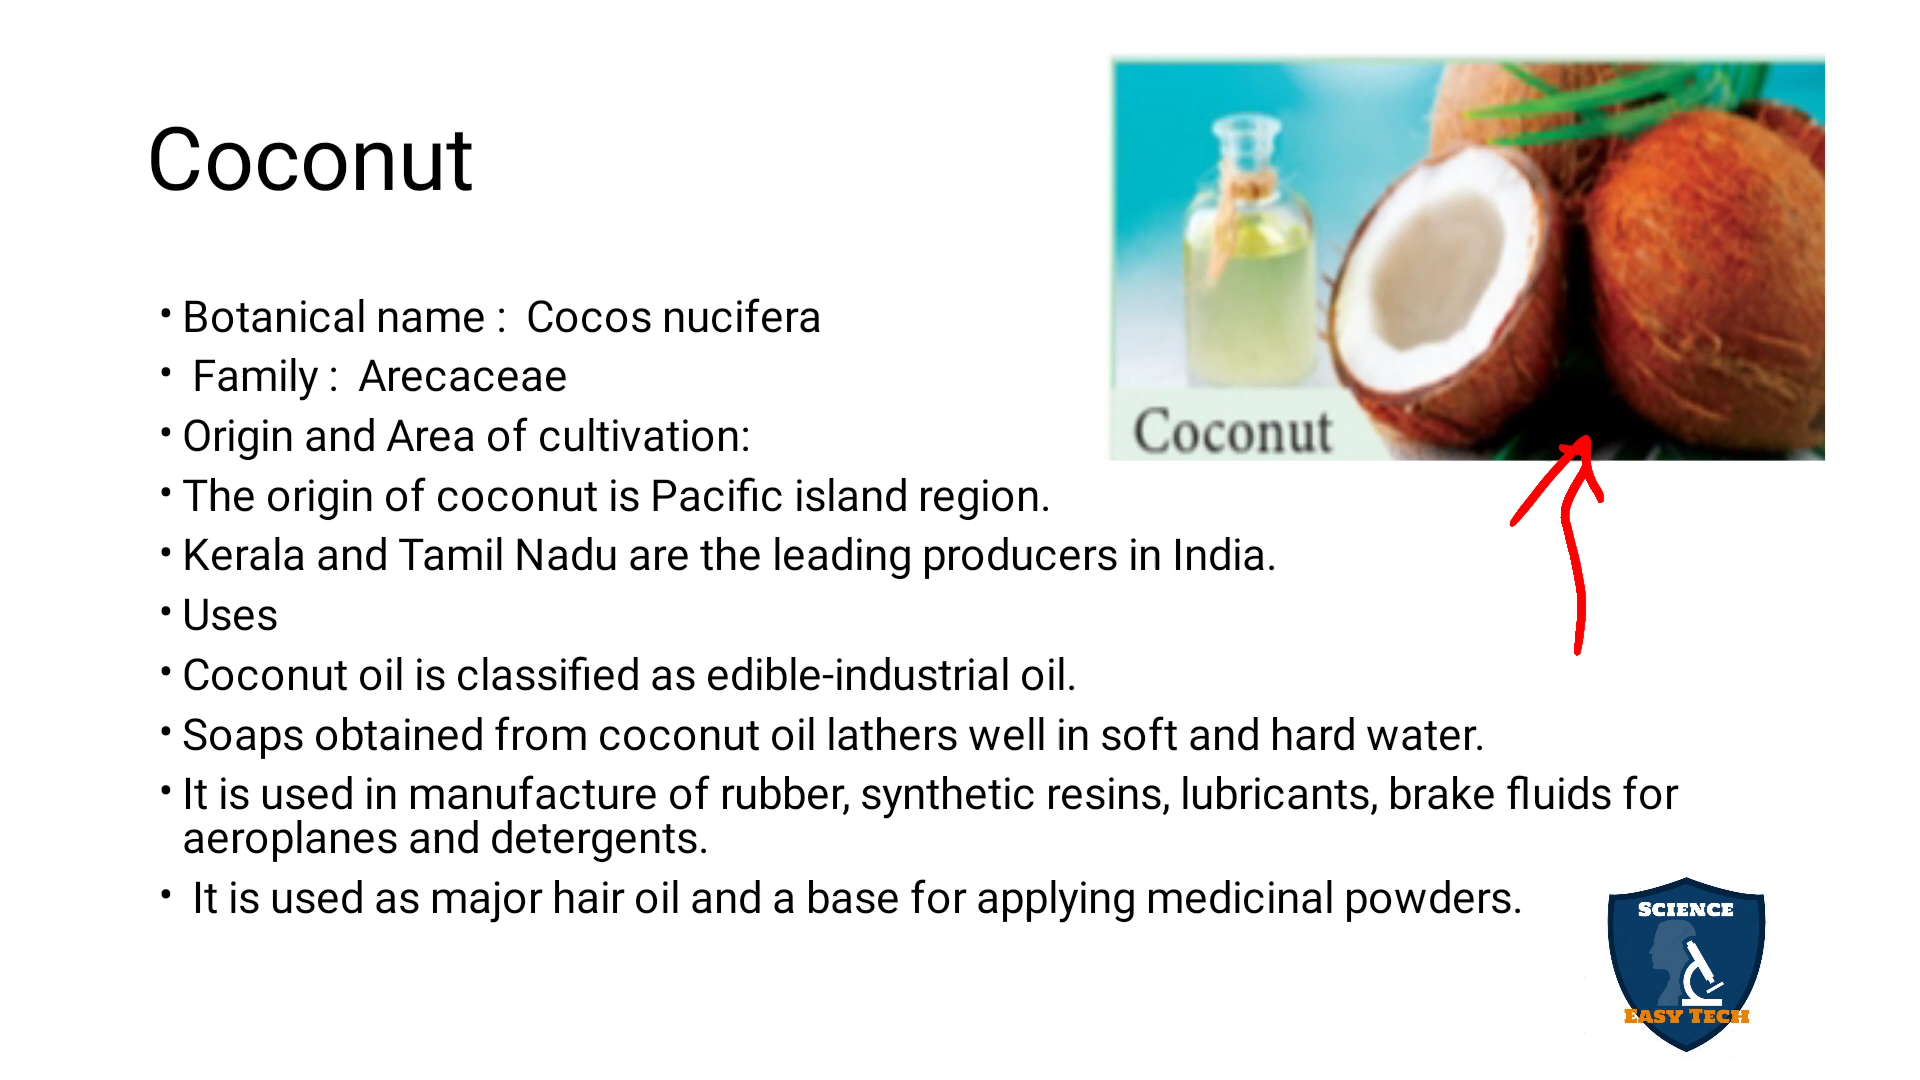 Coconut
Coconut
• Botanical name :  Cocos nucifera
•  Family :  Arecaceae
• Origin and Area of cultivation:
• The origin of coconut is Pacific island region.
• Kerala and Tamil Nadu are the leading producers in India.
• Uses
• Coconut oil is classified as edible-industrial oil.
• Soaps obtained from coconut oil lathers well in soft and hard water.
• It is used in manufacture of rubber, synthetic resins, lubricants, brake fluids for
aeroplanes and detergents.
•  It is used as major hair oil and a base for applying medicinal powders.
SCIENCE
EASY TECH